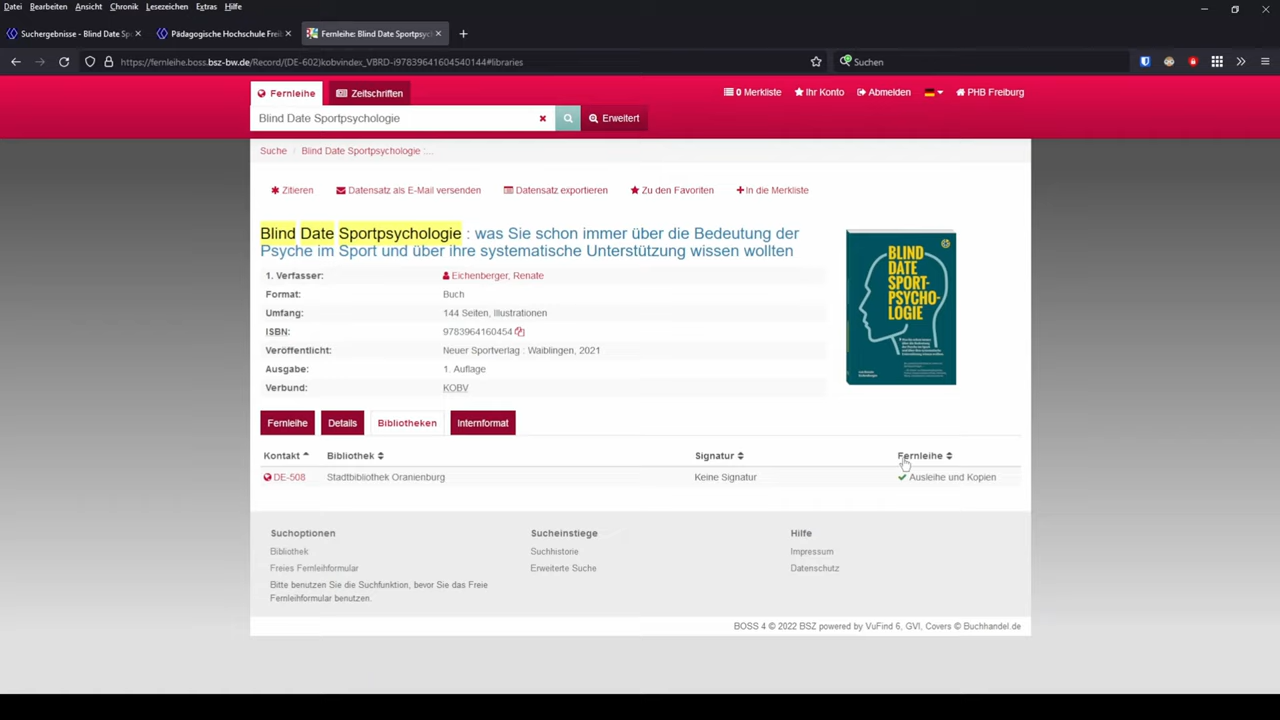 Datei Bearbeiten Ansicht Chronik Lesezeichen Extras Hilfe
Suchergebnisse - Blind Date Sp
Pädagogische Hochschule Frei
Fernleihe: Blind Date Sportpsyc
https://fernleihe.boss.bsz-bw.de/Record/(DE-602)kobvindex_VBRD-i9783964160454 0144#libraries
Suchen
Fernleihe
Zeitschriften
0 Merkliste
Ihr Konto
Abmelden
PHB Freiburg
Blind Date Sportpsychologie
Erweitert
Suche / Blind Date Sportpsychologie :...
Zitieren
Datensatz als E-Mail versenden
Datensatz exportieren
Zu den Favoriten
In die Merkliste
Blind Date Sportpsychologie : was Sie schon immer über die Bedeutung der
Psyche im Sport und über ihre systematische Unterstützung wissen wollten
1. Verfasser: Eichenberger, Renate
Format: Buch
Umfang: 144 Seiten, Illustrationen
ISBN: 9783964160454
Veröffentlicht: Neuer Sportverlag : Waiblingen, 2021
Ausgabe: 1. Auflage
Verbund: KOBV
BLIND
DATE
SPORT-
PSYCHO-
LOGIE
Fernleihe
Details
Bibliotheken
Internformat
Kontakt Bibliothek Signatur Fernleihe
DE-508 Stadtbibliothek Oranienburg Keine Signatur Ausleihe und Kopien
Suchoptionen
Bibliothek
Freies Fernleihformular
Bitte benutzen Sie die Suchfunktion, bevor Sie das Freie
Fernleihformular benutzen.
Sucheinstiege
Suchhistorie
Erweiterte Suche
Hilfe
Impressum
Datenschutz
BOSS 4 © 2022 BSZ powered by VuFind 6, GVI, Covers © Buchhandel.de